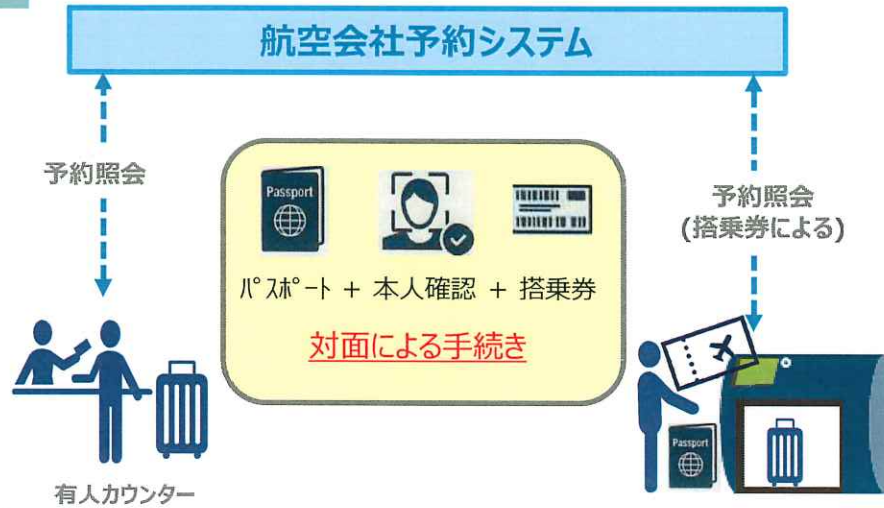 航空会社予約システム
予約照会
Passport
パスポート + 本人確認 + 搭乗券
対面による手続き
予約照会
(搭乗券による)
Passport
有人カウンター